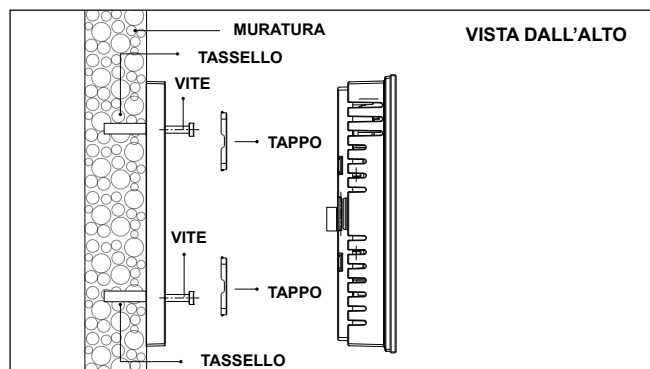 MURATURA
VISTA DALL’ALTO
TASSELLO
VITE
TAPPO
VITE
TAPPO
TASSELLO